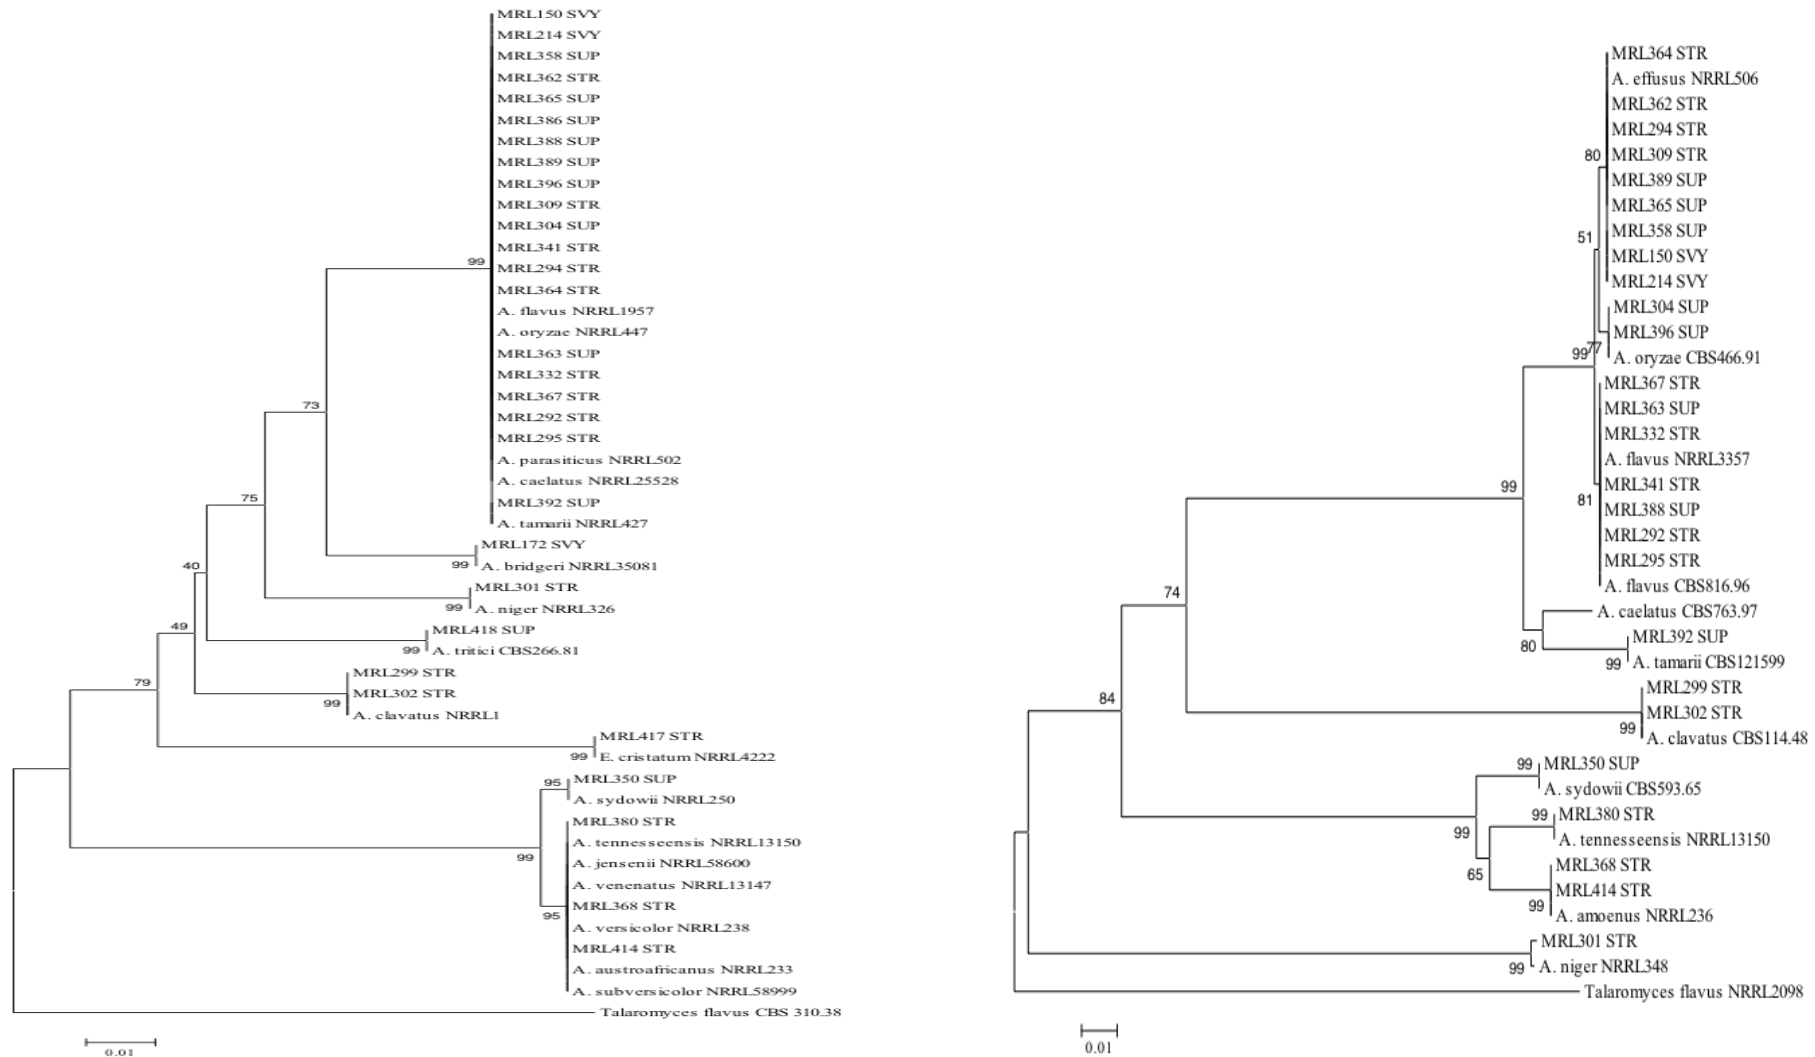 MRL150 SVY
MRL214 SVY
MRL358 SUP
MRL362 STR
MRL365 SUP
MRL386 SUP
MRL388 SUP
MRL389 SUP
MRL396 SUP
MRL309 STR
MRL304 SUP
MRL341 STR
99
MRL294 STR
MRL364 STR
A. flavus NRRL1957
A. oryzae NRRL447
MRL363 SUP
MRL332 STR
MRL367 STR
73
MRL292 STR
MRL295 STR
A. parasiticus NRRL502
A. caelatus NRRL25528
75
MRL392 SUP
A. tamarii NRRL427
MRL172 SVY
99
A. bridgeri NRRL35081
40
MRL301 STR
99
A. niger NRRL326
49
MRL418 SUP
99
A. tritici CBS266.81
MRL299 STR
79
MRL302 STR
99
A. clavatus NRRL1
MRL417 STR
99
E. cristatum NRRL4222
95
MRL350 SUP
A. sydowii NRRL250
MRL380 STR
A. tennesseensis NRRL13150
99
A. jensenii NRRL58600
A. venenatus NRRL13147
MRL368 STR
95
A. versicolor NRRL238
MRL414 STR
A. austroafricanus NRRL233
A. subversicolor NRRL58999
Talaromyces flavus CBS 310.38
0.01
MRL364 STR
A. effusus NRRL506
MRL362 STR
MRL294 STR
80
MRL309 STR
MRL389 SUP
MRL365 SUP
51
MRL358 SUP
MRL150 SVY
MRL214 SVY
MRL304 SUP
MRL396 SUP
77
99
A. oryzae CBS466.91
MRL367 STR
MRL363 SUP
MRL332 STR
A. flavus NRRL3357
99
MRL341 STR
81
MRL388 SUP
MRL292 STR
MRL295 STR
A. flavus CBS816.96
74
A. caelatus CBS763.97
80
MRL392 SUP
99
A. tamarii CBS121599
84
MRL299 STR
MRL302 STR
99
A. clavatus CBS114.48
99
MRL350 SUP
A. sydowii CBS593.65
99
MRL380 STR
99
A. tennesseensis NRRL13150
65
MRL368 STR
MRL414 STR
99
A. amoenus NRRL236
MRL301 STR
99
A. niger NRRL348
Talaromyces flavus NRRL2098
0.01